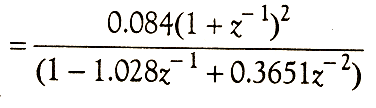 = 0.084(1 + z⁻¹)² / (1 − 1.028z⁻¹ + 0.3651z⁻²)